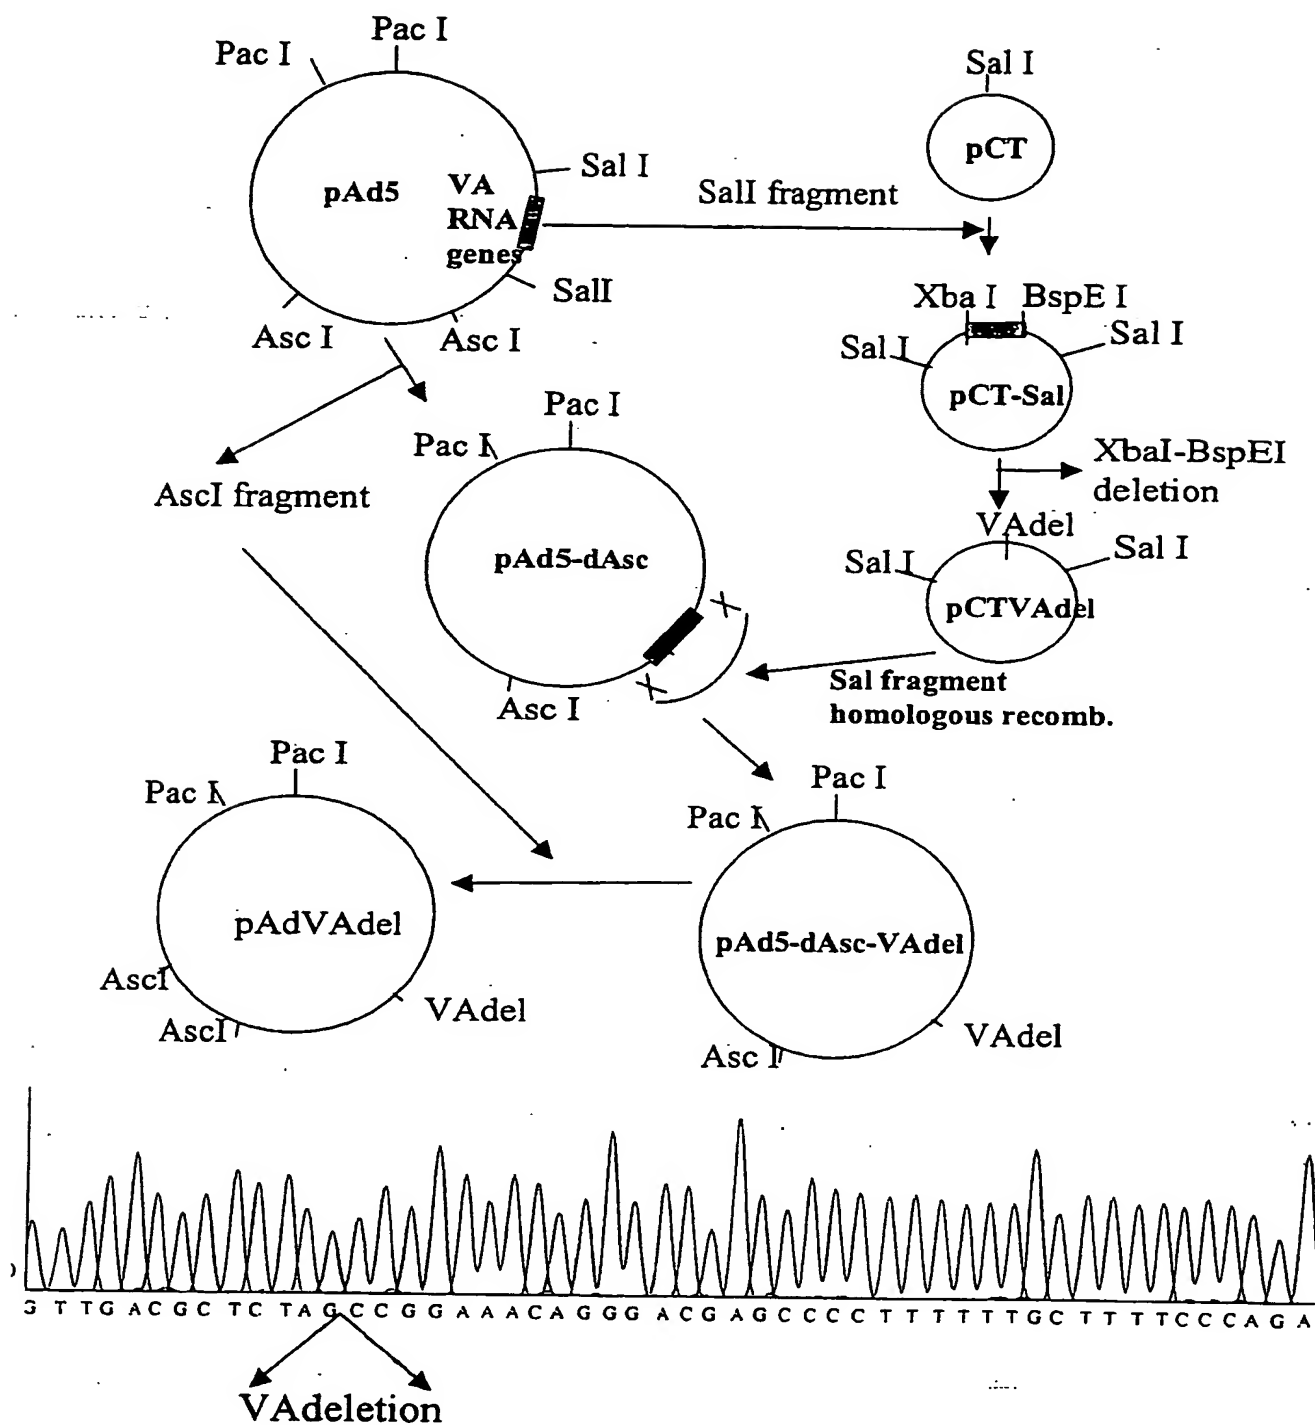 Pac I
Pac I
Sal I
pCT
Sal I
pAd5
VA
RNA
genes
SalI fragment
SalI
Xba I
BspE I
Asc I
Asc I
Sal I
Sal I
pCT-Sal
Pac I
Pac I
XbaI-BspEI
deletion
AscI fragment
VAdel
pAd5-dAsc
Sal I
Sal I
pCTVAdel
X
X
Sal fragment
homologous recomb.
Asc I
Pac I
Pac I
Pac I
Pac I
pAdVAdel
pAd5-dAsc-VAdel
AscI
AscI
VAdel
VAdel
Asc I
G T T G A C G C T C T A G C C G G A A A C A G G G A C G A G C C C C T T T T T T G C T T T T C C C A G A
VAdeletion